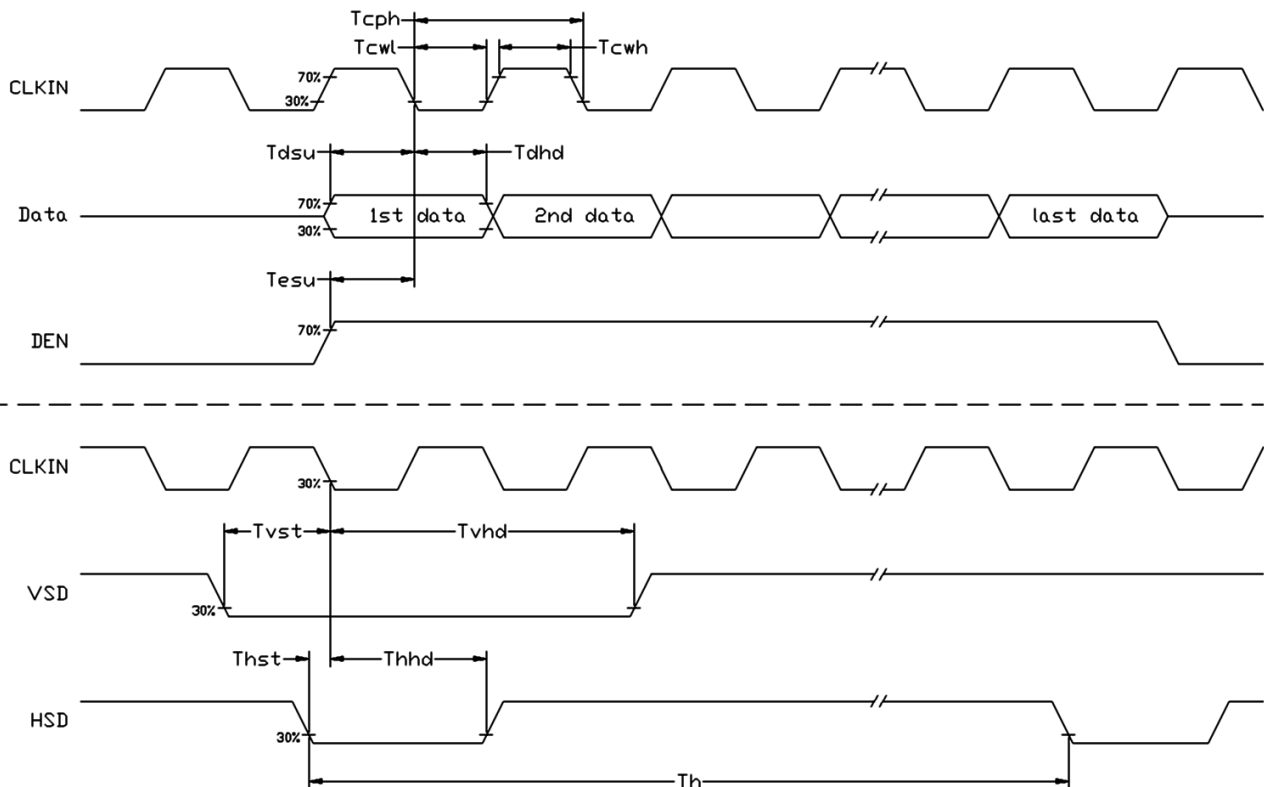 Tcph
Tcwl Tcwh
CLKIN 70%
30%
Tdsu Tdhd
Data 70% 1st data 2nd data last data
30%
Tesu
DEN 70%
CLKIN 30%
Tvst Tvhd
VSD 30%
Thst Thhd
HSD 30%
Th